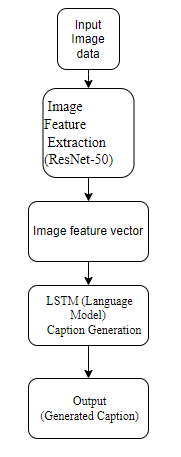 Input
Image
data
Image
Feature
Extraction
(ResNet-50)
Image feature vector
LSTM (Language
Model)
Caption Generation
Output
(Generated Caption)